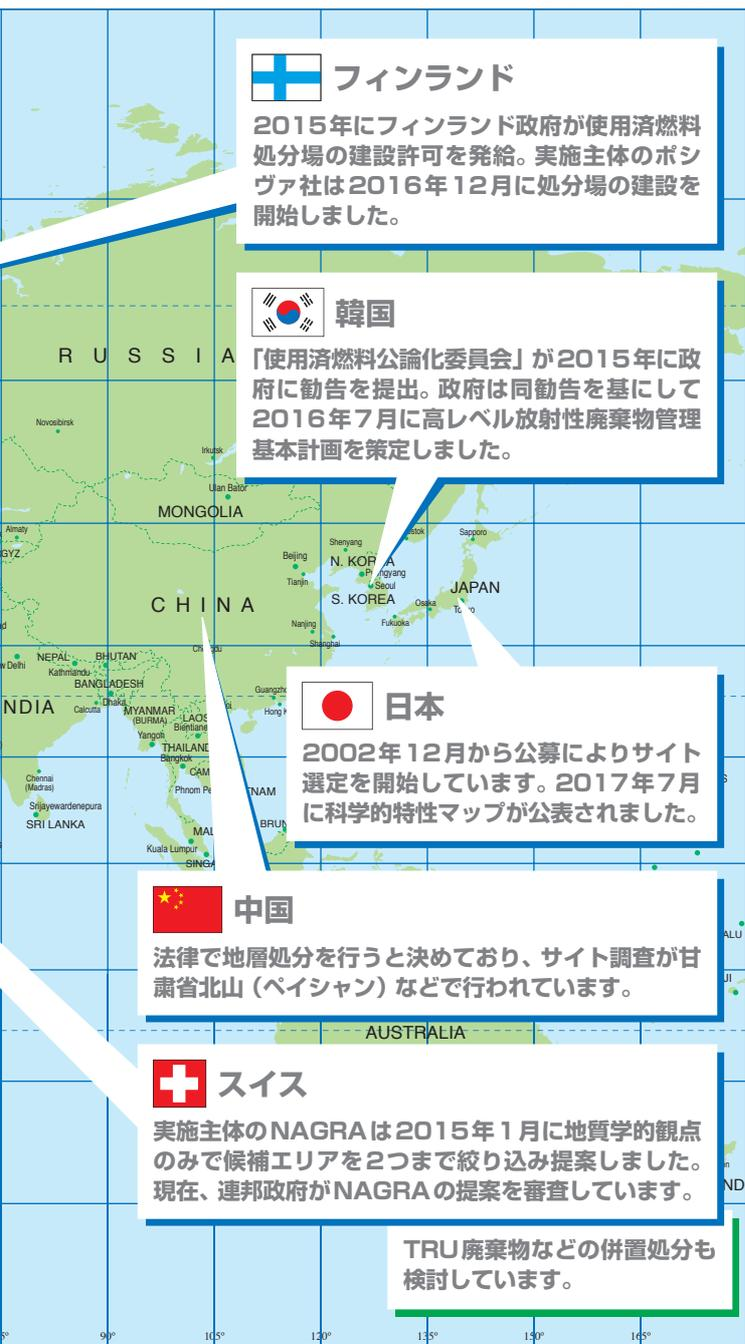 フィンランド
2015年にフィンランド政府が使用済燃料
処分場の建設許可を発給。実施主体のポシ
ヴァ社は2016年12月に処分場の建設を
開始しました。
韓国
「使用済燃料公論化委員会」が2015年に政
府に勧告を提出。政府は同勧告を基にして
2016年7月に高レベル放射性廃棄物管理
基本計画を策定しました。
RUSSIA
Novosibirsk
Irkutsk
Ulan Bator
MONGOLIA
Almaty
Shenyang
Sapporo
Beijing
N. KOREA
Pyongyang
Tianjin
Seoul
S. KOREA
JAPAN
CHINA
Osaka
Tokyo
Nanjing
Fukuoka
Shanghai
Chengdu
NEPAL
BHUTAN
Kathmandu
BANGLADESH
Dhaka
Calcutta
NDIA
MYANMAR
(BURMA)
LAOS
Bientiane
Yangon
THAILAND
Bangkok
CAM
Phnom Pe
TNAM
Chennai
(Madras)
Srijayewardenepura
SRI LANKA
MAL
BRUN
Kuala Lumpur
SINGA
日本
2002年12月から公募によりサイト
選定を開始しています。2017年7月
に科学的特性マップが公表されました。
中国
法律で地層処分を行うと決めており、サイト調査が甘
粛省北山（ペイシャン）などで行われています。
AUSTRALIA
スイス
実施主体のNAGRAは2015年1月に地質学的観点
のみで候補エリアを2つまで絞り込み提案しました。
現在、連邦政府がNAGRAの提案を審査しています。
TRU廃棄物などの併置処分も
検討しています。
90° 105° 120° 135° 150° 165°